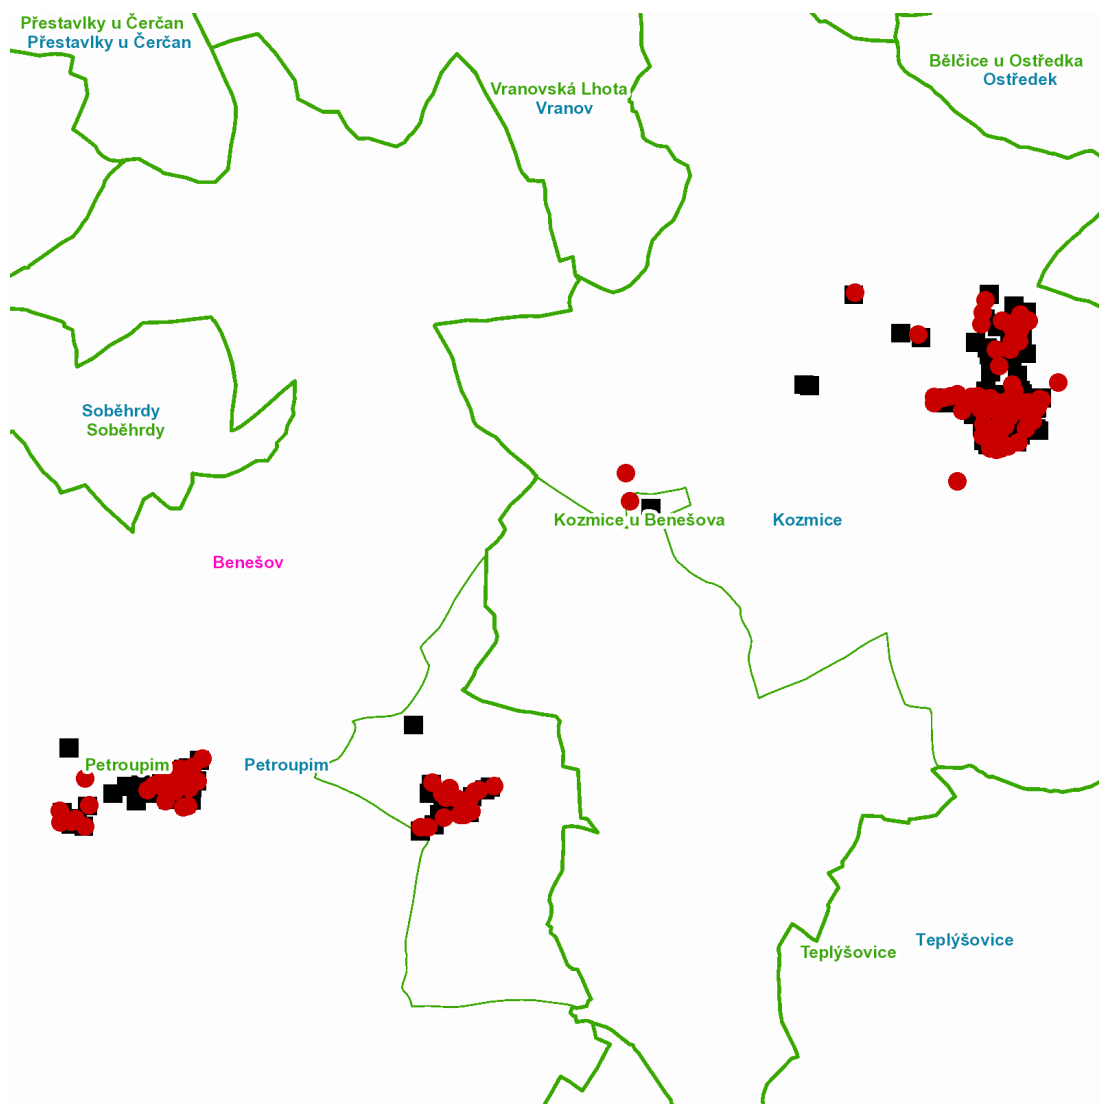 Přestavlky u Čerčan
Přestavlky u Čerčan
Bělčice u Ostředka
Ostředek
Vranovská Lhota
Vranov
Soběhrdy
Soběhrdy
Kozmice u Benešova
Kozmice
Benešov
Petroupim
Petroupim
Teplýšovice
Teplýšovice